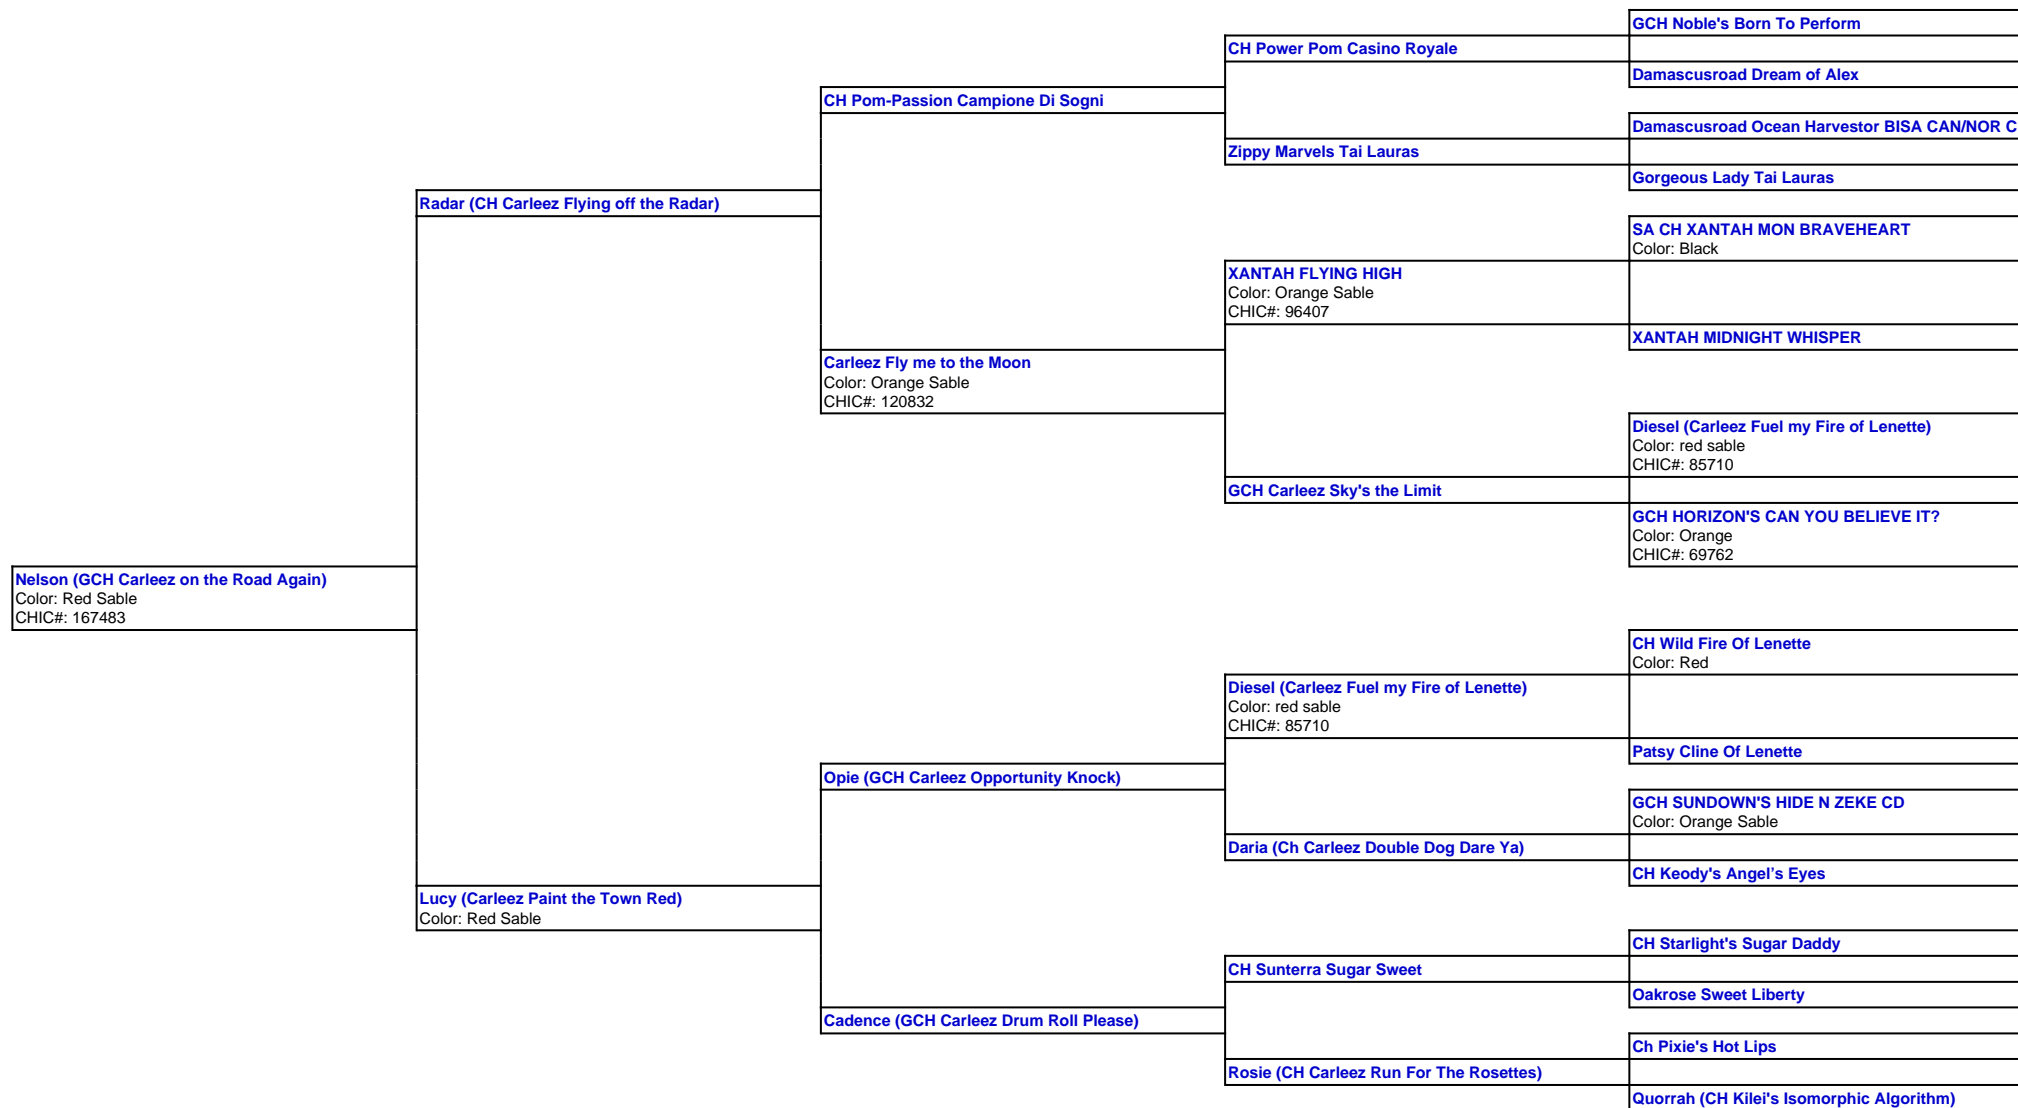 GCH Noble's Born To Perform
CH Power Pom Casino Royale
Damascusroad Dream of Alex
CH Pom-Passion Campione Di Sogni
Damascusroad Ocean Harvestor BISA CAN/NOR C
Zippy Marvels Tai Lauras
Gorgeous Lady Tai Lauras
Radar (CH Carleez Flying off the Radar)
SA CH XANTAH MON BRAVEHEART
Color: Black
XANTAH FLYING HIGH
Color: Orange Sable
CHIC#: 96407
XANTAH MIDNIGHT WHISPER
Carleez Fly me to the Moon
Color: Orange Sable
CHIC#: 120832
Diesel (Carleez Fuel my Fire of Lenette)
Color: red sable
CHIC#: 85710
GCH Carleez Sky's the Limit
GCH HORIZON'S CAN YOU BELIEVE IT?
Color: Orange
CHIC#: 69762
Nelson (GCH Carleez on the Road Again)
Color: Red Sable
CHIC#: 167483
CH Wild Fire Of Lenette
Color: Red
Diesel (Carleez Fuel my Fire of Lenette)
Color: red sable
CHIC#: 85710
Patsy Cline Of Lenette
Opie (GCH Carleez Opportunity Knock)
GCH SUNDOWN'S HIDE N ZEKE CD
Color: Orange Sable
Daria (Ch Carleez Double Dog Dare Ya)
CH Keody's Angel’s Eyes
Lucy (Carleez Paint the Town Red)
Color: Red Sable
CH Starlight's Sugar Daddy
CH Sunterra Sugar Sweet
Oakrose Sweet Liberty
Cadence (GCH Carleez Drum Roll Please)
Ch Pixie's Hot Lips
Rosie (CH Carleez Run For The Rosettes)
Quorrah (CH Kilei's Isomorphic Algorithm)